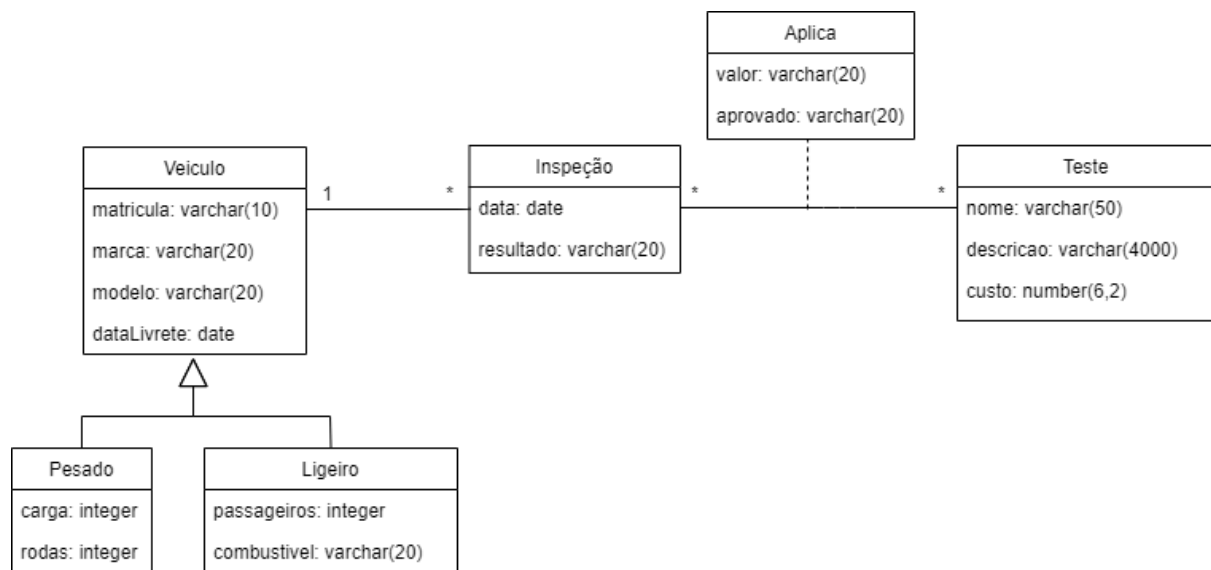 Aplica
valor: varchar(20)
aprovado: varchar(20)
Veiculo
matricula: varchar(10)
marca: varchar(20)
modelo: varchar(20)
dataLivrete: date
1
*
Inspeção
data: date
resultado: varchar(20)
*
*
Teste
nome: varchar(50)
descricao: varchar(4000)
custo: number(6,2)
Pesado
carga: integer
rodas: integer
Ligeiro
passageiros: integer
combustivel: varchar(20)